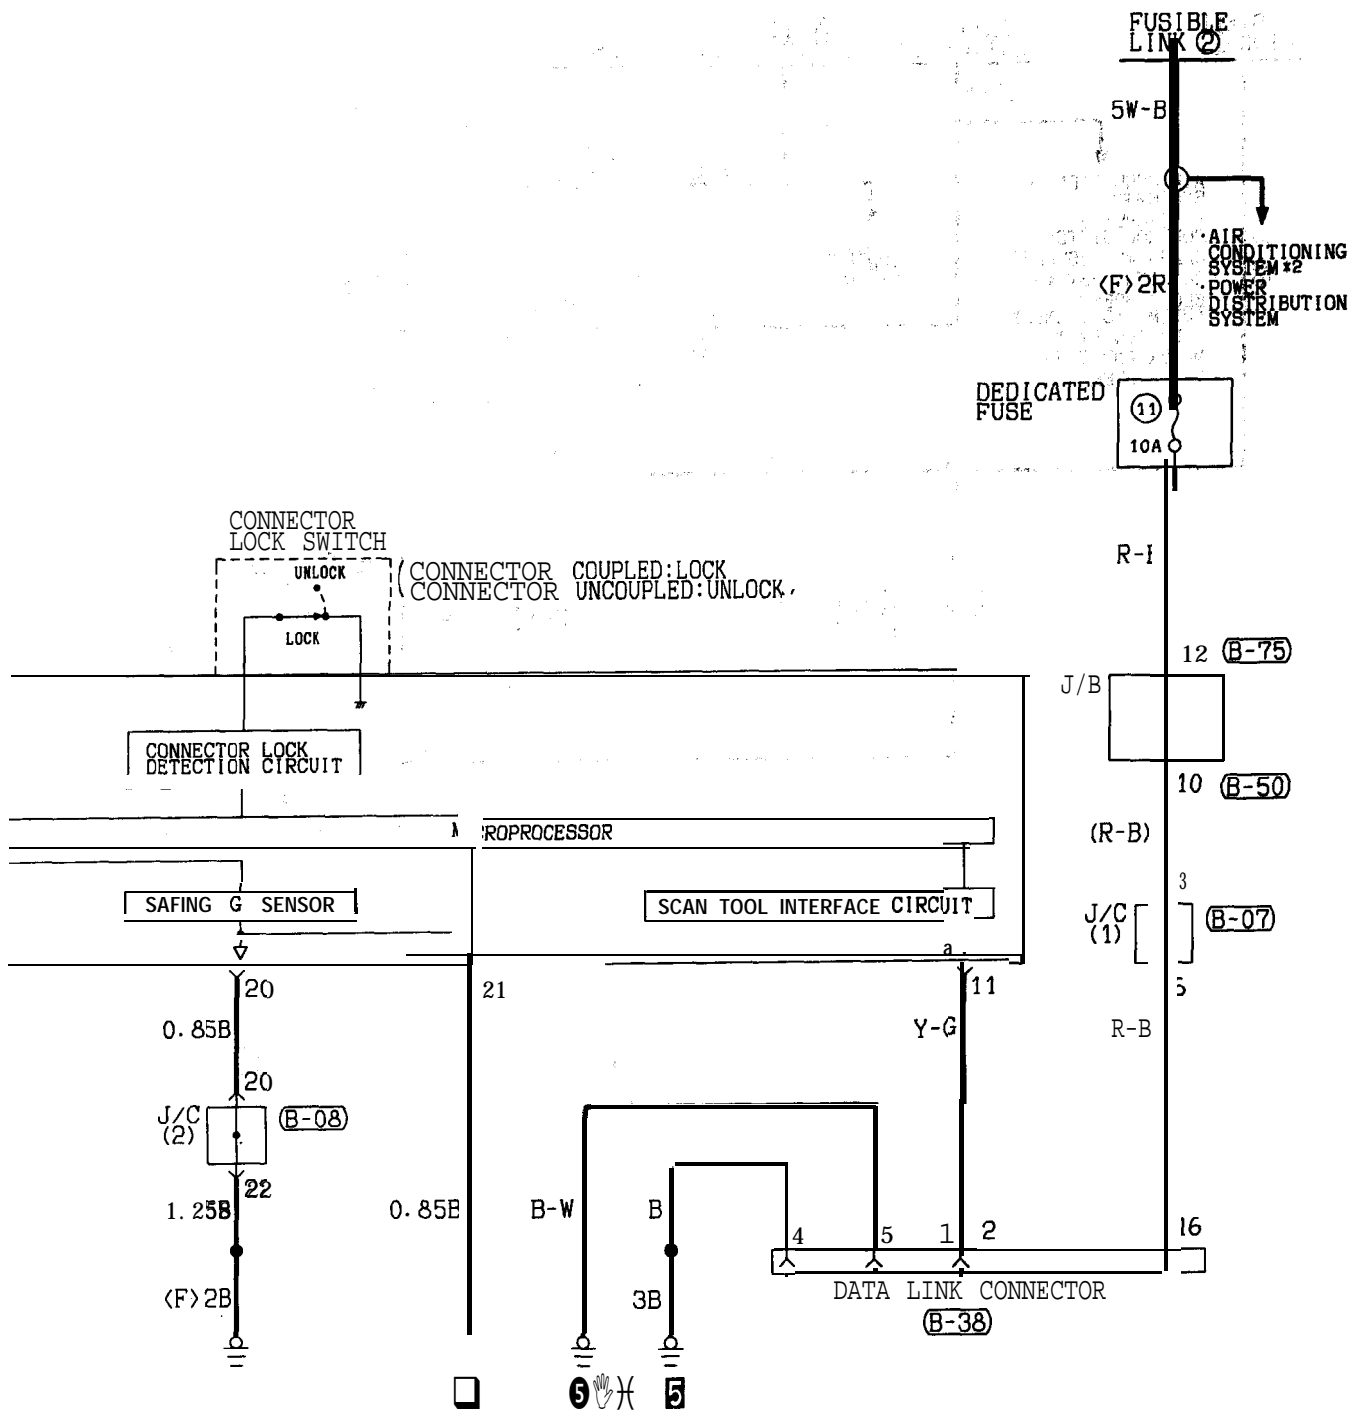 FUSIBLE
LINK ②
5W-B
·AIR
CONDITIONING
SYSTEM *2
·POWER
DISTRIBUTION
SYSTEM
<F>2R
DEDICATED
FUSE
11
10A
CONNECTOR
LOCK SWITCH
UNLOCK
LOCK
CONNECTOR COUPLED:LOCK
CONNECTOR UNCOUPLED:UNLOCK
12 B-75
J/B
CONNECTOR LOCK
DETECTION CIRCUIT
10 B-50
ROPROCESSOR
(R-B)
3
SAFING G SENSOR
SCAN TOOL INTERFACE CIRCUIT
J/C
(1)
B-07
a
20
21
11
0.85B
Y-G
R-B
20
J/C
(2)
B-08
22
1.25B
0.85B
B-W
B
4
5
1 2
16
<F>2B
3B
DATA LINK CONNECTOR
B-38
5
5